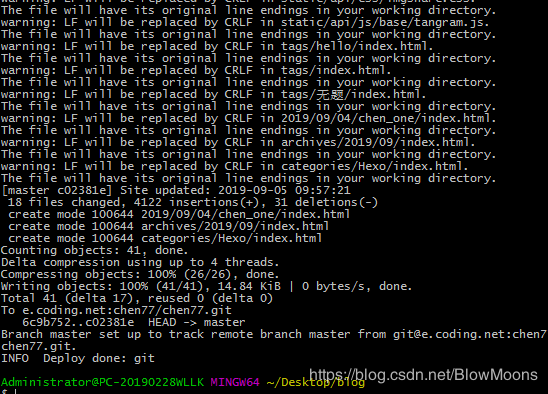 warning: LF will be replaced by CRLF in static/api/css/imgshare.css.
The file will have its original line endings in your working directory.
warning: LF will be replaced by CRLF in static/api/js/base/tangram.js.
The file will have its original line endings in your working directory.
warning: LF will be replaced by CRLF in tags/hello/index.html.
The file will have its original line endings in your working directory.
warning: LF will be replaced by CRLF in tags/index.html.
The file will have its original line endings in your working directory.
warning: LF will be replaced by CRLF in tags/无题/index.html.
The file will have its original line endings in your working directory.
warning: LF will be replaced by CRLF in 2019/09/04/chen_one/index.html.
The file will have its original line endings in your working directory.
warning: LF will be replaced by CRLF in archives/2019/09/index.html.
The file will have its original line endings in your working directory.
warning: LF will be replaced by CRLF in categories/Hexo/index.html.
The file will have its original line endings in your working directory.
[master c02381e] Site updated: 2019-09-05 09:57:21
18 files changed, 4122 insertions(+), 31 deletions(-)
create mode 100644 2019/09/04/chen_one/index.html
create mode 100644 archives/2019/09/index.html
create mode 100644 categories/Hexo/index.html
Counting objects: 41, done.
Delta compression using up to 4 threads.
Compressing objects: 100% (26/26), done.
Writing objects: 100% (41/41), 14.84 KiB | 0 bytes/s, done.
Total 41 (delta 17), reused 0 (delta 0)
To e.coding.net:chen77/chen77.git
6c9b752..c02381e HEAD -> master
Branch master set up to track remote branch master from git@e.coding.net:chen7
chen77.git.
INFO Deploy done: git
Administrator@PC-20190228WLLK MINGW64 ~/Desktop/blog
$
https://blog.csdn.net/BlowMoons